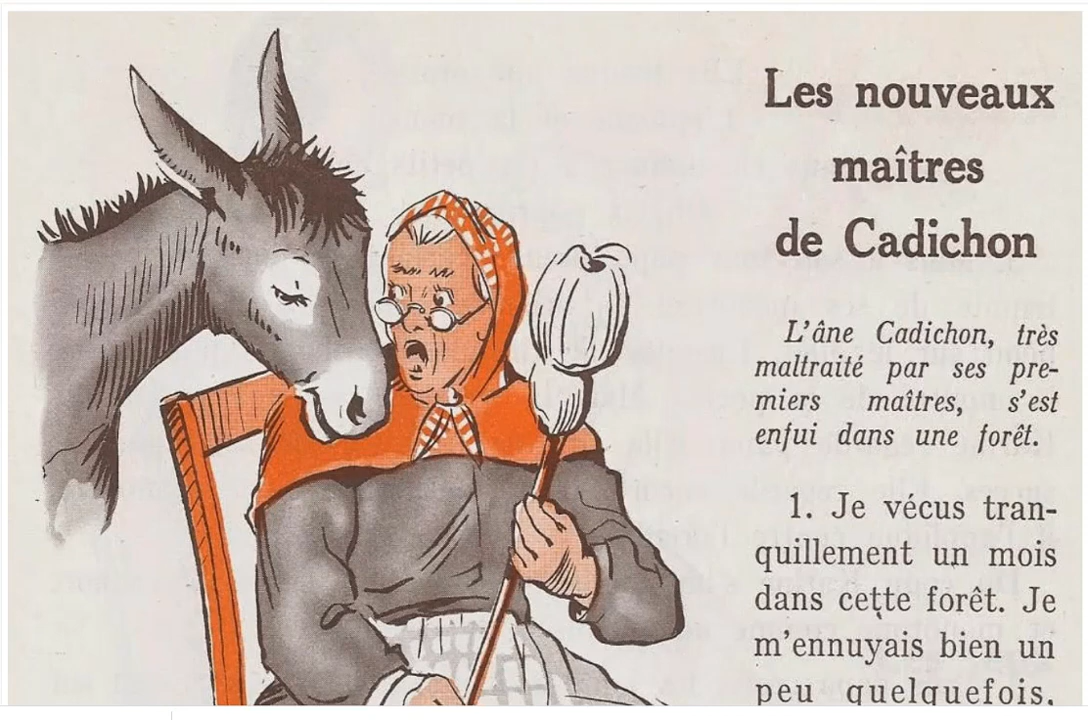 Les nouveaux
maîtres
de Cadichon
L'âne Cadichon, très
maltraité par ses pre-
miers maîtres, s'est
enfui dans une forêt.
1. Je vécus tran-
quillement un mois
dans cette forêt. Je
m'ennuyais bien un
peu quelquefois,